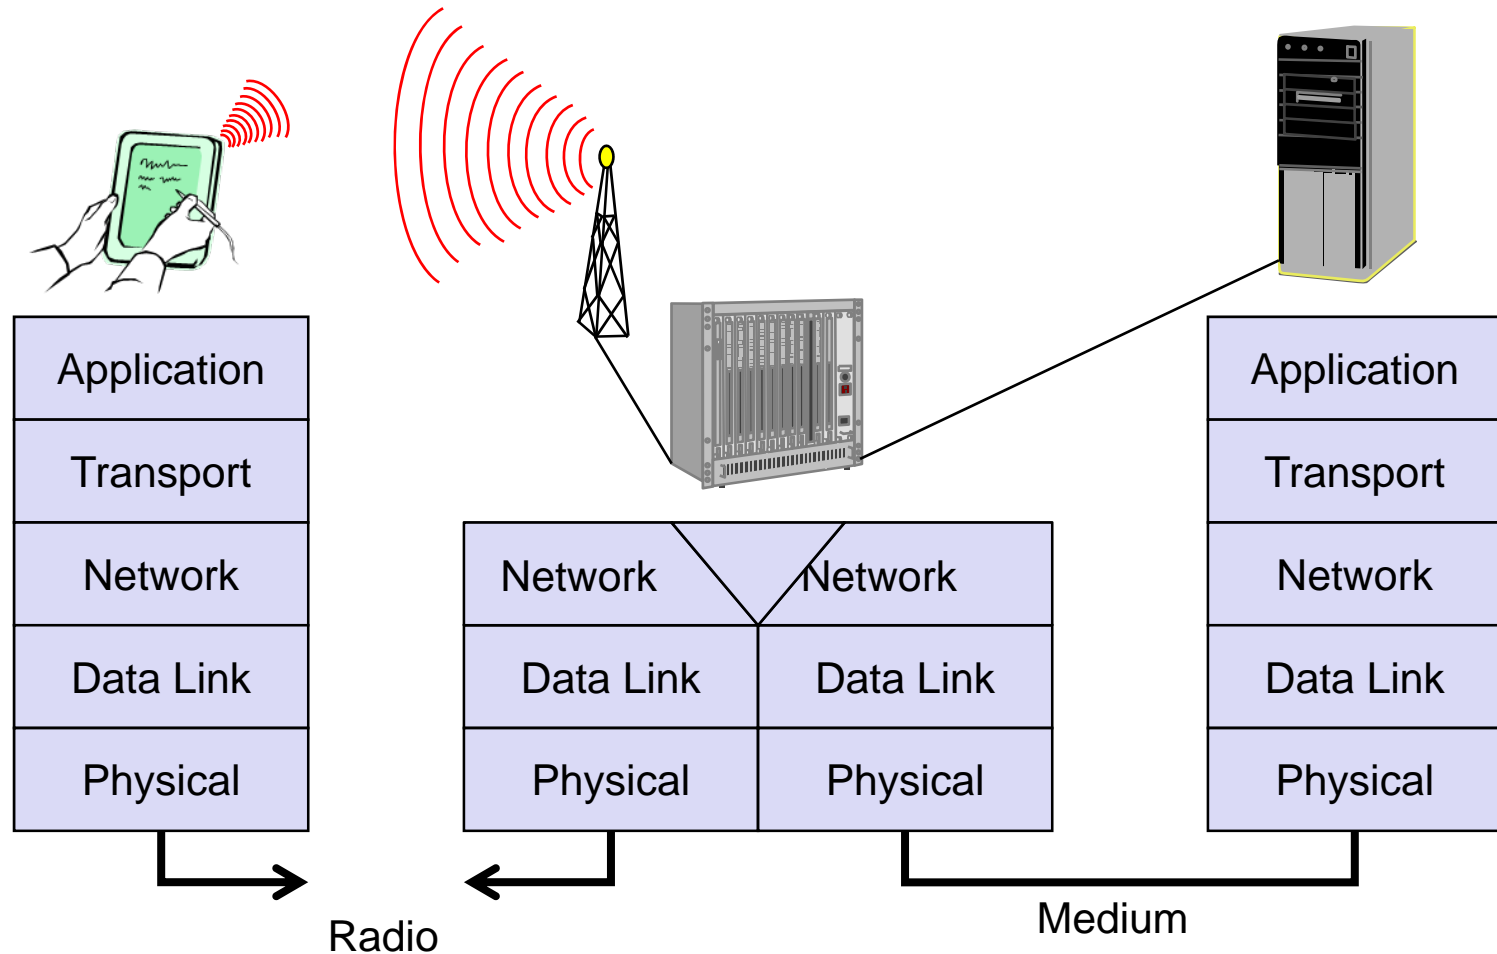 Application
Transport
Network
Data Link
Physical
Network Network
Data Link Data Link
Physical Physical
Application
Transport
Network
Data Link
Physical
Radio
Medium